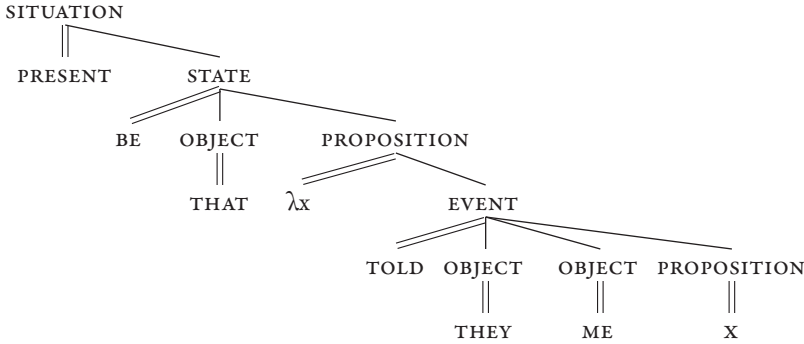 SITUATION
PRESENT STATE
BE OBJECT PROPOSITION
THAT λx EVENT
TOLD OBJECT OBJECT PROPOSITION
THEY ME X